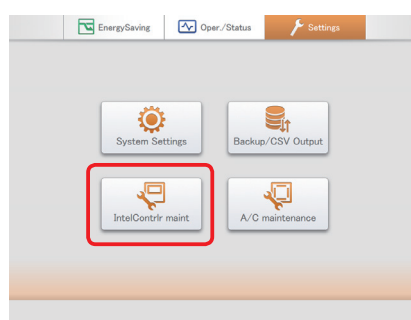 EnergySaving
Oper./Status
Settings
System Settings
Backup/CSV Output
IntelContrlr maint
A/C maintenance